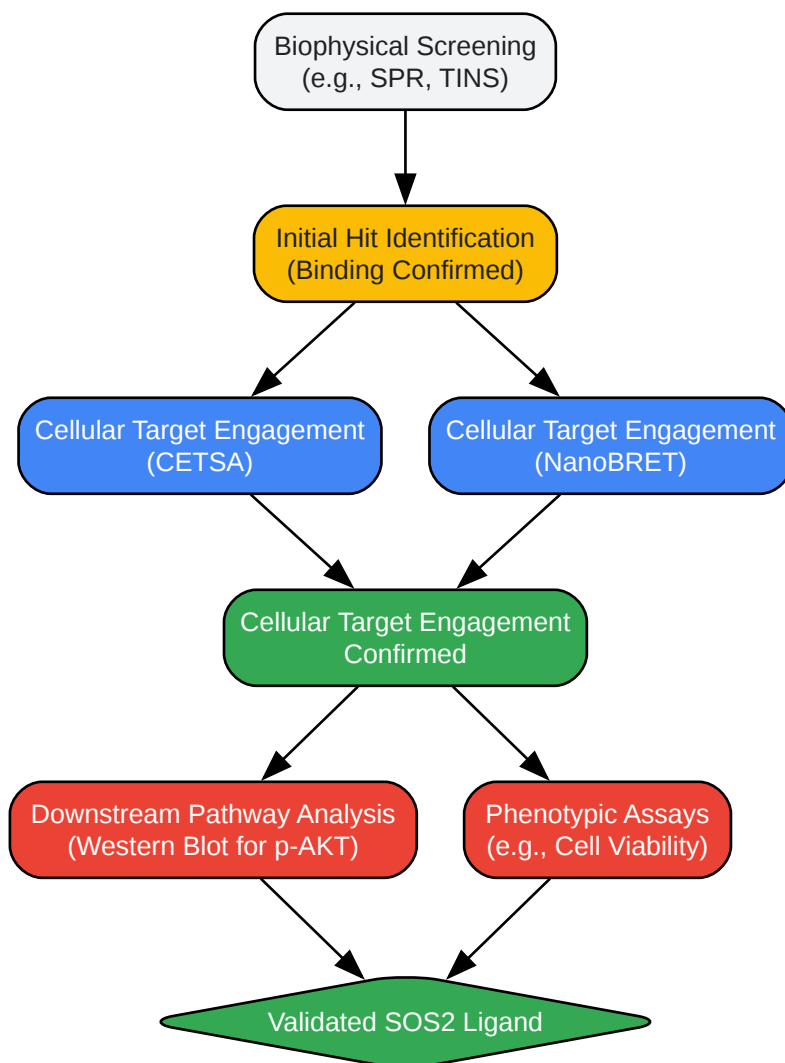 Biophysical Screening
(e.g., SPR, TINS)
Initial Hit Identification
(Binding Confirmed)
Cellular Target Engagement
(CETSA)
Cellular Target Engagement
(NanoBRET)
Cellular Target Engagement
Confirmed
Downstream Pathway Analysis
(Western Blot for p-AKT)
Phenotypic Assays
(e.g., Cell Viability)
Validated SOS2 Ligand